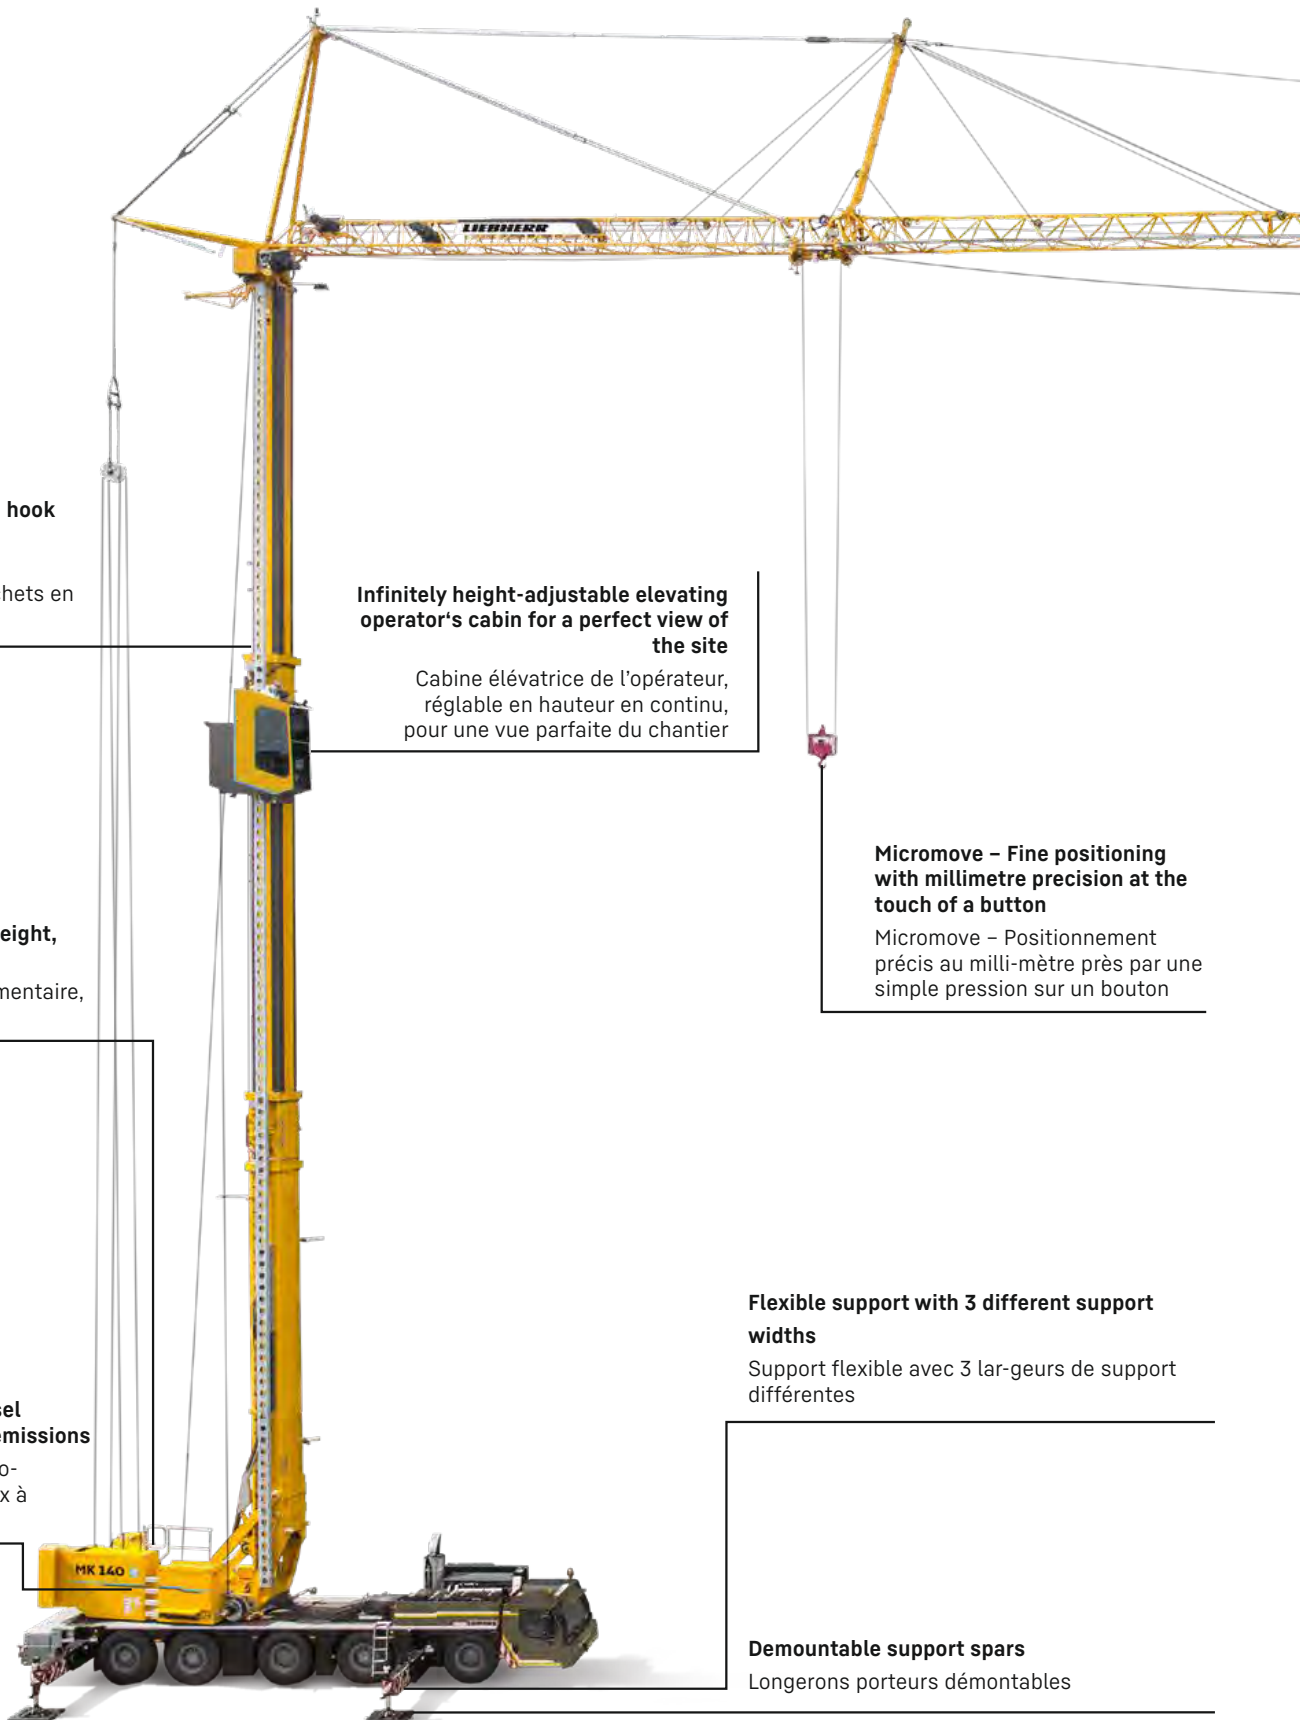 LIEBHERR
hook
chets en
Infinitely height-adjustable elevating
operator‘s cabin for a perfect view of
the site
Cabine élévatrice de l’opérateur,
réglable en hauteur en continu,
pour une vue parfaite du chantier
Micromove – Fine positioning
with millimetre precision at the
touch of a button
Micromove – Positionnement
précis au milli-mètre près par une
simple pression sur un bouton
eight,
mentaire,
Flexible support with 3 different support
widths
Support flexible avec 3 lar-geurs de support
différentes
sel
emissions
o-
x à
MK 140
Demountable support spars
Longerons porteurs démontables